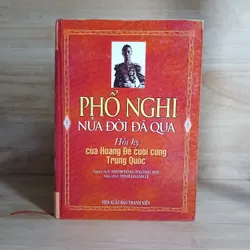 PHỔ NGHI
NỬA ĐỜI ĐÃ QUA
Hồi ký
của Hoàng Đế cuối cùng
Trung Quốc
NHÀ XUẤT BẢN THANH NIÊN